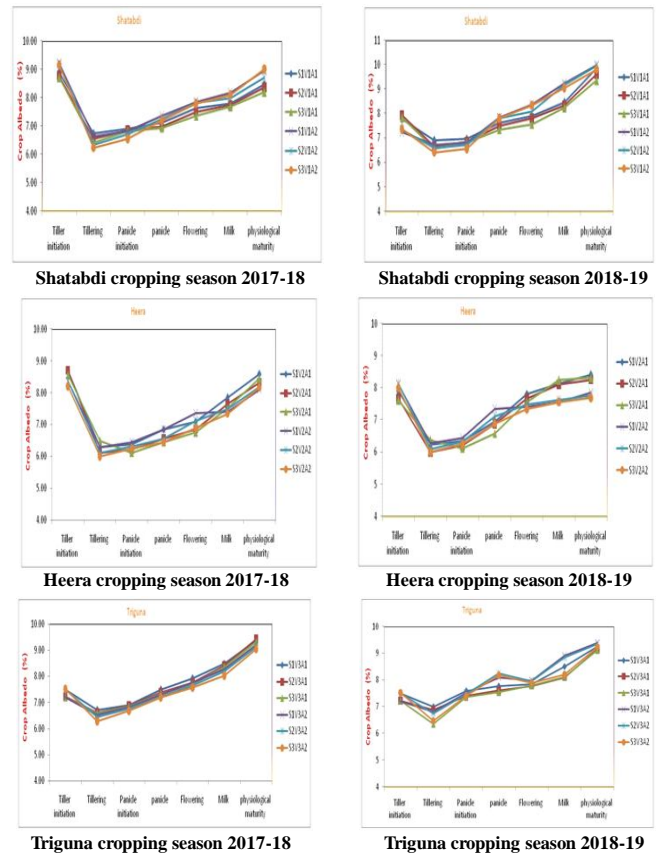 Shatabdi
Crop Albedo (%)
10.00
9.00
8.00
7.00
6.00
5.00
4.00
Tiller initiation
Tillering
Panicle initiation
panicle
Flowering
Milk
physiological maturity
S1V1A1
S2V1A1
S3V1A1
S1V1A2
S2V1A2
S3V1A2
Shatabdi cropping season 2017-18
Shatabdi
Crop Albedo (%)
11
10
9
8
7
6
5
4
Tiller initiation
Tillering
Panicle initiation
panicle
Flowering
Milk
physiological maturity
S1V1A1
S2V1A1
S3V1A1
S1V1A2
S2V1A2
S3V1A2
Shatabdi cropping season 2018-19
Heera
Crop Albedo (%)
10.00
9.00
8.00
7.00
6.00
5.00
4.00
Tiller initiation
Tillering
Panicle initiation
panicle
Flowering
Milk
physiological maturity
S1V2A1
S2V2A1
S3V2A1
S1V2A2
S2V2A2
S3V2A2
Heera cropping season 2017-18
Heera
Crop Albedo (%)
10
9
8
7
6
5
4
Tiller initiation
Tillering
Panicle initiation
panicle
Flowering
Milk
physiological maturity
S1V2A1
S2V2A1
S3V2A1
S1V2A2
S2V2A2
S3V2A2
Heera cropping season 2018-19
Triguna
Crop Albedo (%)
10.00
9.00
8.00
7.00
6.00
5.00
4.00
Tiller initiation
Tillering
Panicle initiation
panicle
Flowering
Milk
physiological maturity
S1V3A1
S2V3A1
S3V3A1
S1V3A2
S2V3A2
S3V3A2
Triguna cropping season 2017-18
Triguna
Crop Albedo (%)
10
9
8
7
6
5
4
Tiller initiation
Tillering
Panicle initiation
panicle
Flowering
Milk
physiological maturity
S1V3A1
S2V3A1
S3V3A1
S1V3A2
S2V3A2
S3V3A2
Triguna cropping season 2018-19